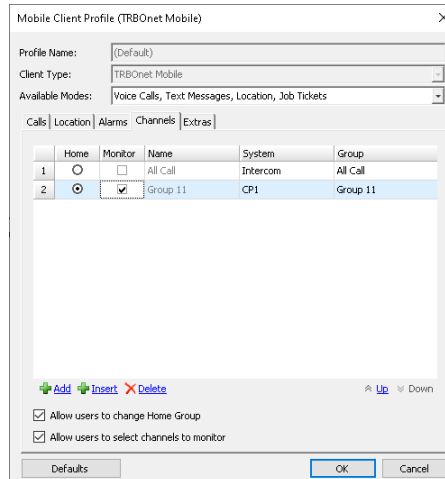 Mobile Client Profile (TRBOnet Mobile)
Profile Name: (Default)
Client Type: TRBOnet Mobile
Available Modes: Voice Calls, Text Messages, Location, Job Tickets
Calls Location Alarms Channels Extras
Home Monitor Name System Group
1 All Call Intercom All Call
2 Group 11 CP1 Group 11
Add Insert Delete Up Down
Allow users to change Home Group
Allow users to select channels to monitor
Defaults OK Cancel